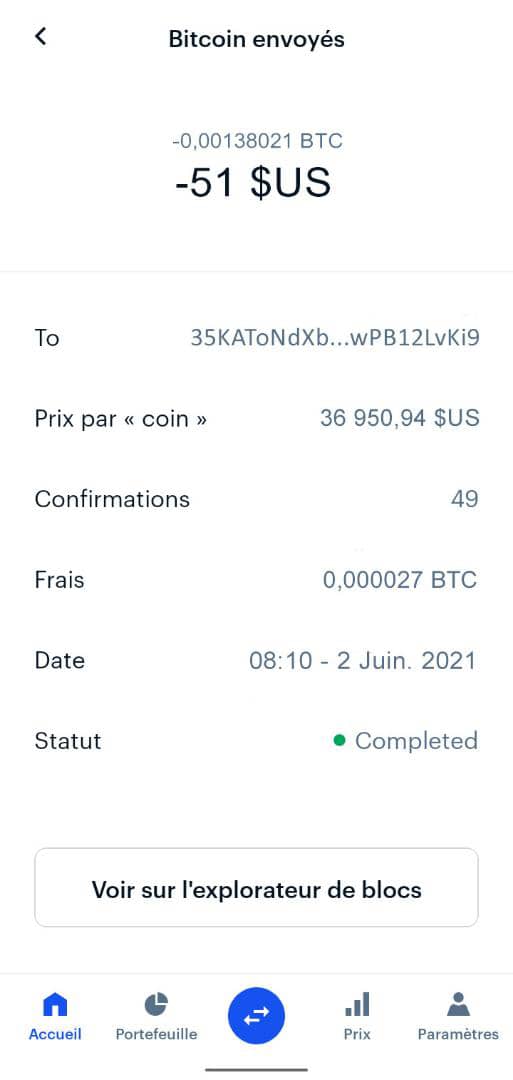 Bitcoin envoyés
-0,00138021 BTC
-51 $US
To 35KAToNdXb...wPB12LvKi9
Prix par « coin » 36 950,94 $US
Confirmations 49
Frais 0,000027 BTC
Date 08:10 - 2 Juin. 2021
Statut Completed
Voir sur l'explorateur de blocs
Accueil Portefeuille Prix Paramètres